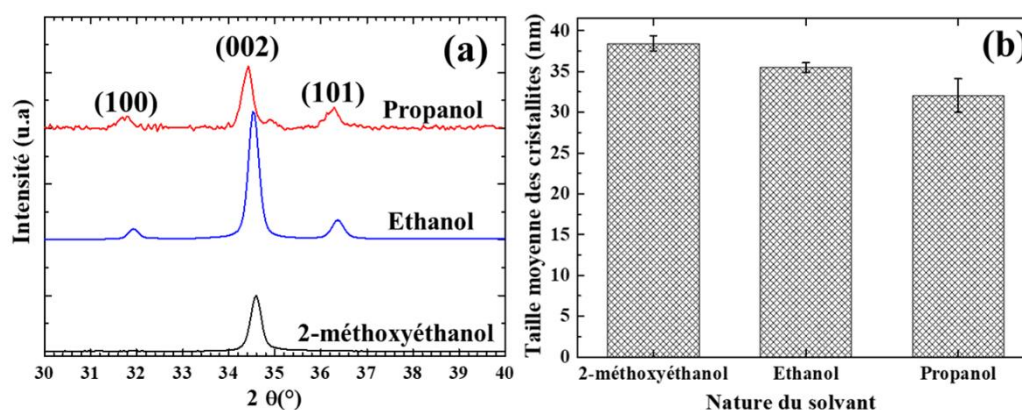 (a)
(002)
(100)
(101)
Propanol
Ethanol
2-méthoxyéthanol
Intensité (u.a)
30 31 32 33 34 35 36 37 38 39 40
2 θ(°)
(b)
Taille moyenne des cristallites (nm)
40
35
30
25
20
15
10
5
0
2-méthoxyéthanol Ethanol Propanol
Nature du solvant